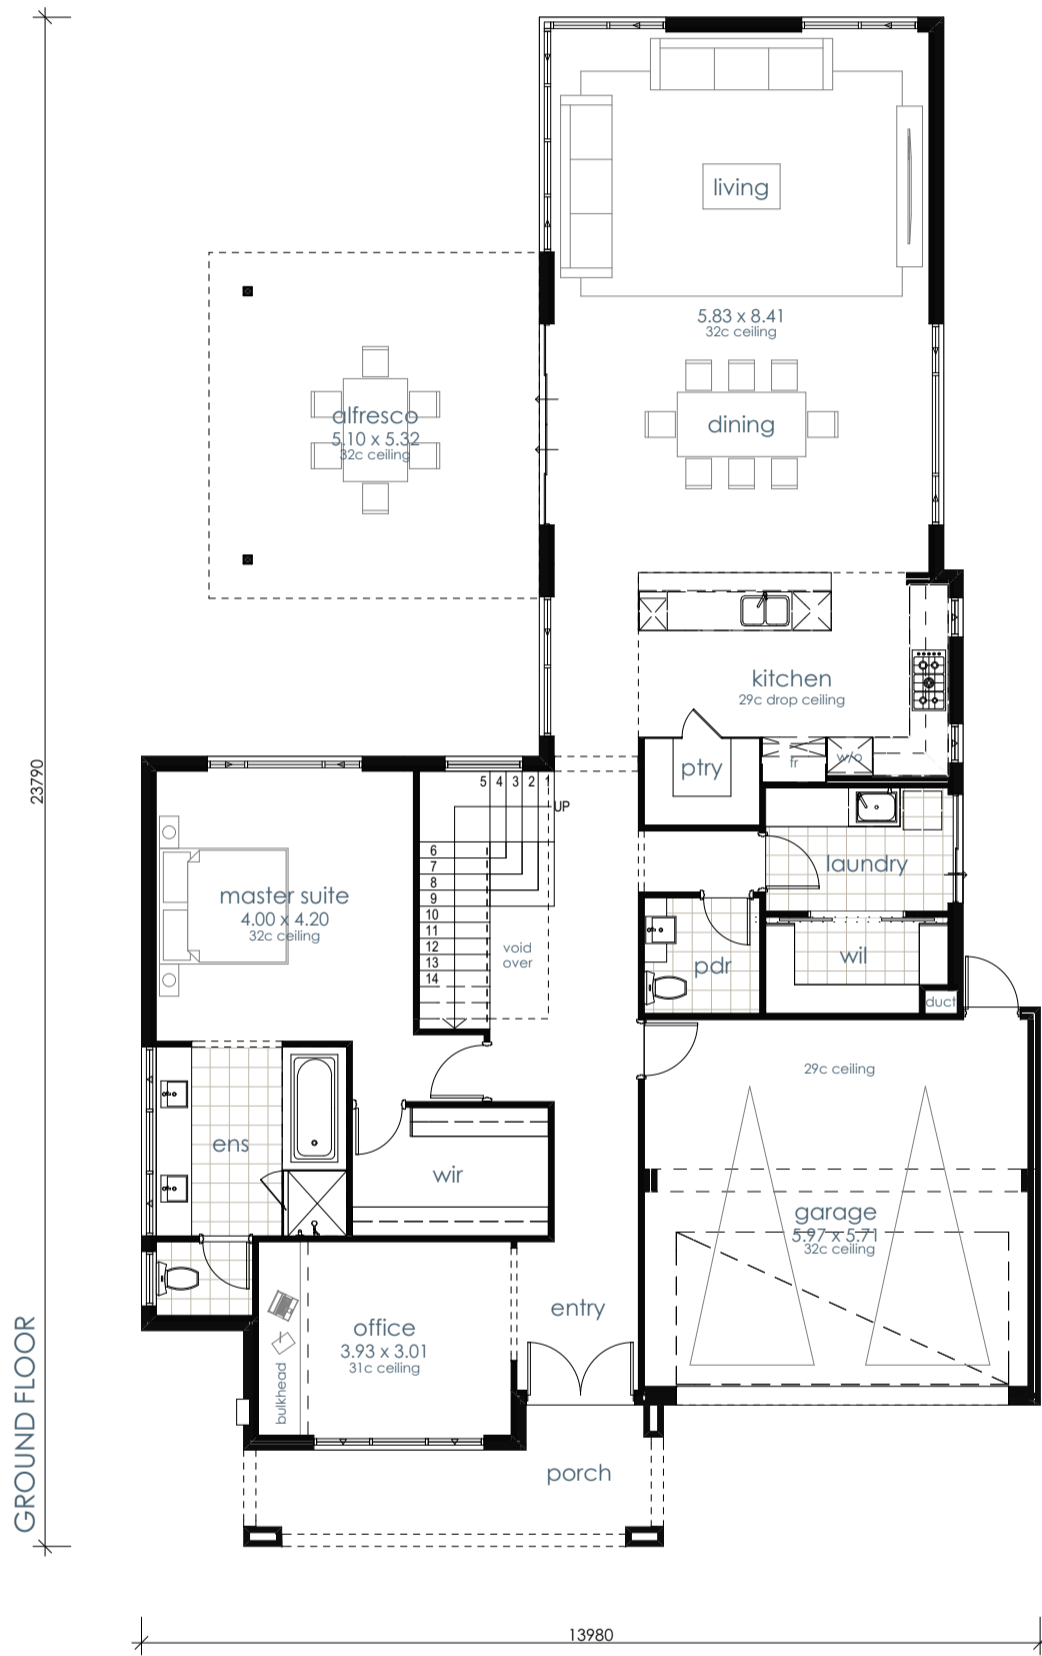 living
5.83 x 8.41
32c ceiling
alfresco
5.10 x 5.32
32c ceiling
dining
kitchen
29c drop ceiling
ptry
fr
w/o
23790
5 4 3 2 1
UP
6
7
8
9
10
11
12
13
14
master suite
4.00 x 4.20
32c ceiling
void
over
laundry
pdr
wil
duct
29c ceiling
ens
wir
garage
5.97 x 5.71
32c ceiling
entry
office
3.93 x 3.01
31c ceiling
bulkhead
porch
GROUND FLOOR
13980